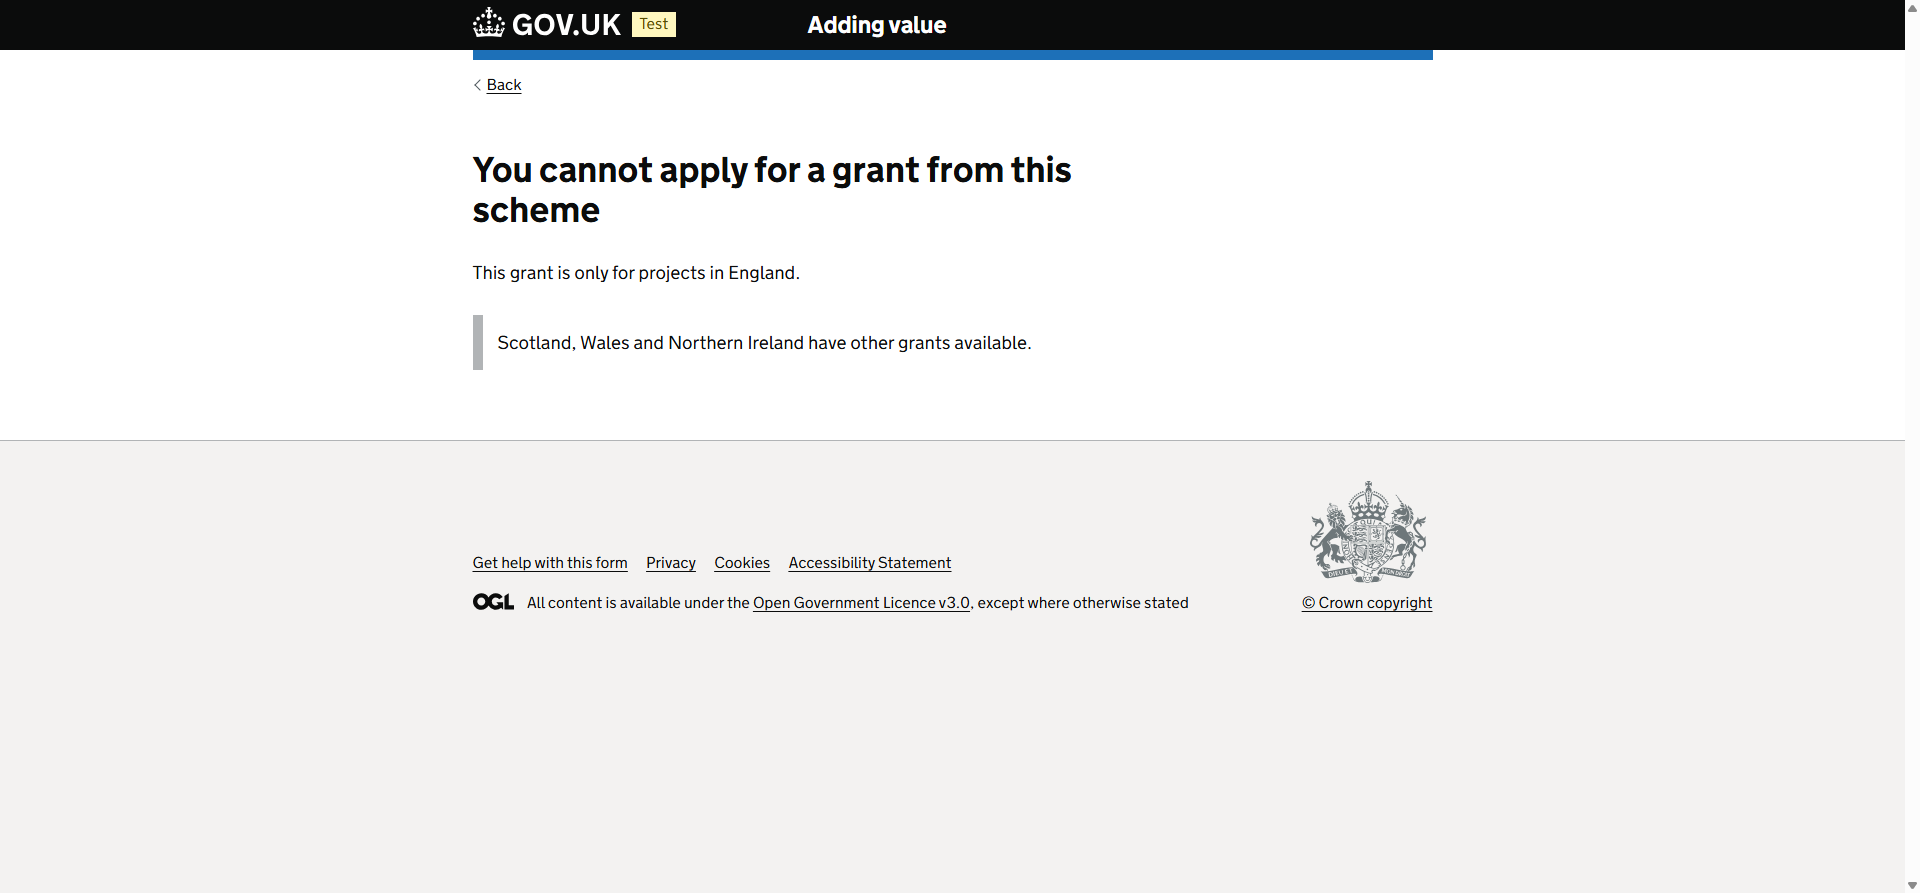 GOV.UK Test Adding value
Back
You cannot apply for a grant from this
scheme
This grant is only for projects in England.
Scotland, Wales and Northern Ireland have other grants available.
Get help with this form Privacy Cookies Accessibility Statement
OGL All content is available under the Open Government Licence v3.0, except where otherwise stated
© Crown copyright